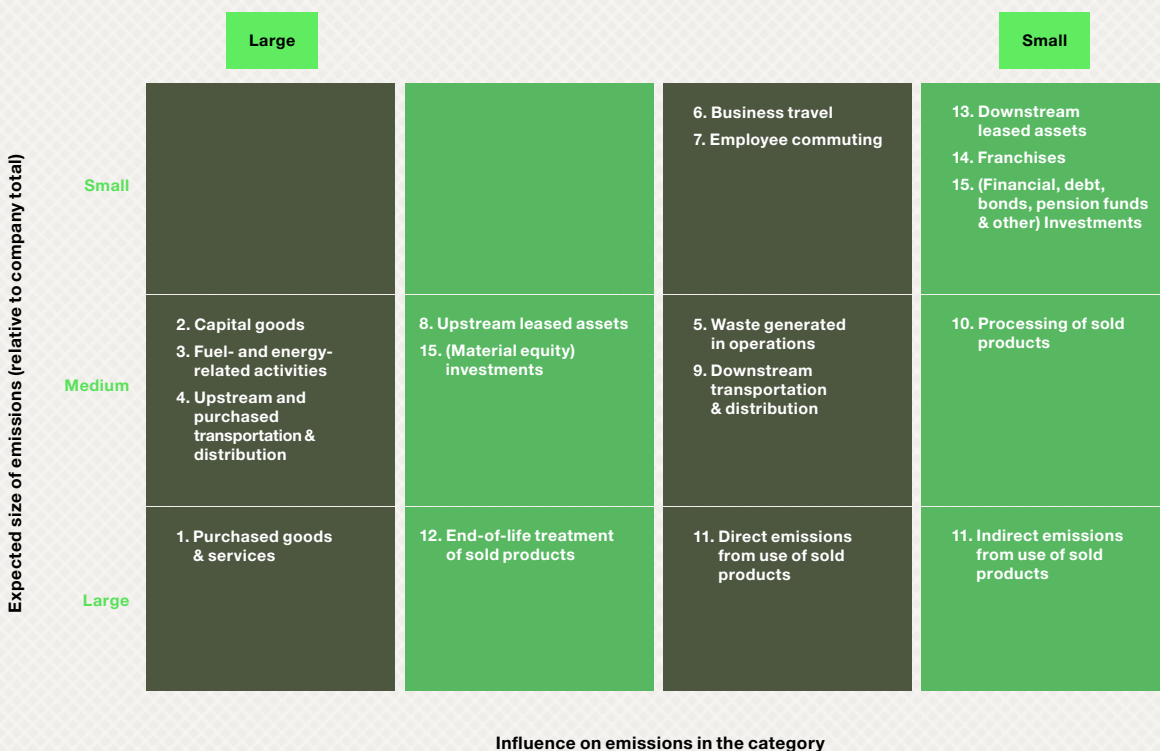 Large
Small
Expected size of emissions (relative to company total)
Small
6. Business travel
7. Employee commuting
13. Downstream
leased assets
14. Franchises
15. (Financial, debt,
bonds, pension funds
& other) Investments
Medium
2. Capital goods
3. Fuel- and energy-
related activities
4. Upstream and
purchased
transportation &
distribution
8. Upstream leased assets
15. (Material equity)
investments
5. Waste generated
in operations
9. Downstream
transportation
& distribution
10. Processing of sold
products
Large
1. Purchased goods
& services
12. End-of-life treatment
of sold products
11. Direct emissions
from use of sold
products
11. Indirect emissions
from use of sold
products
Influence on emissions in the category